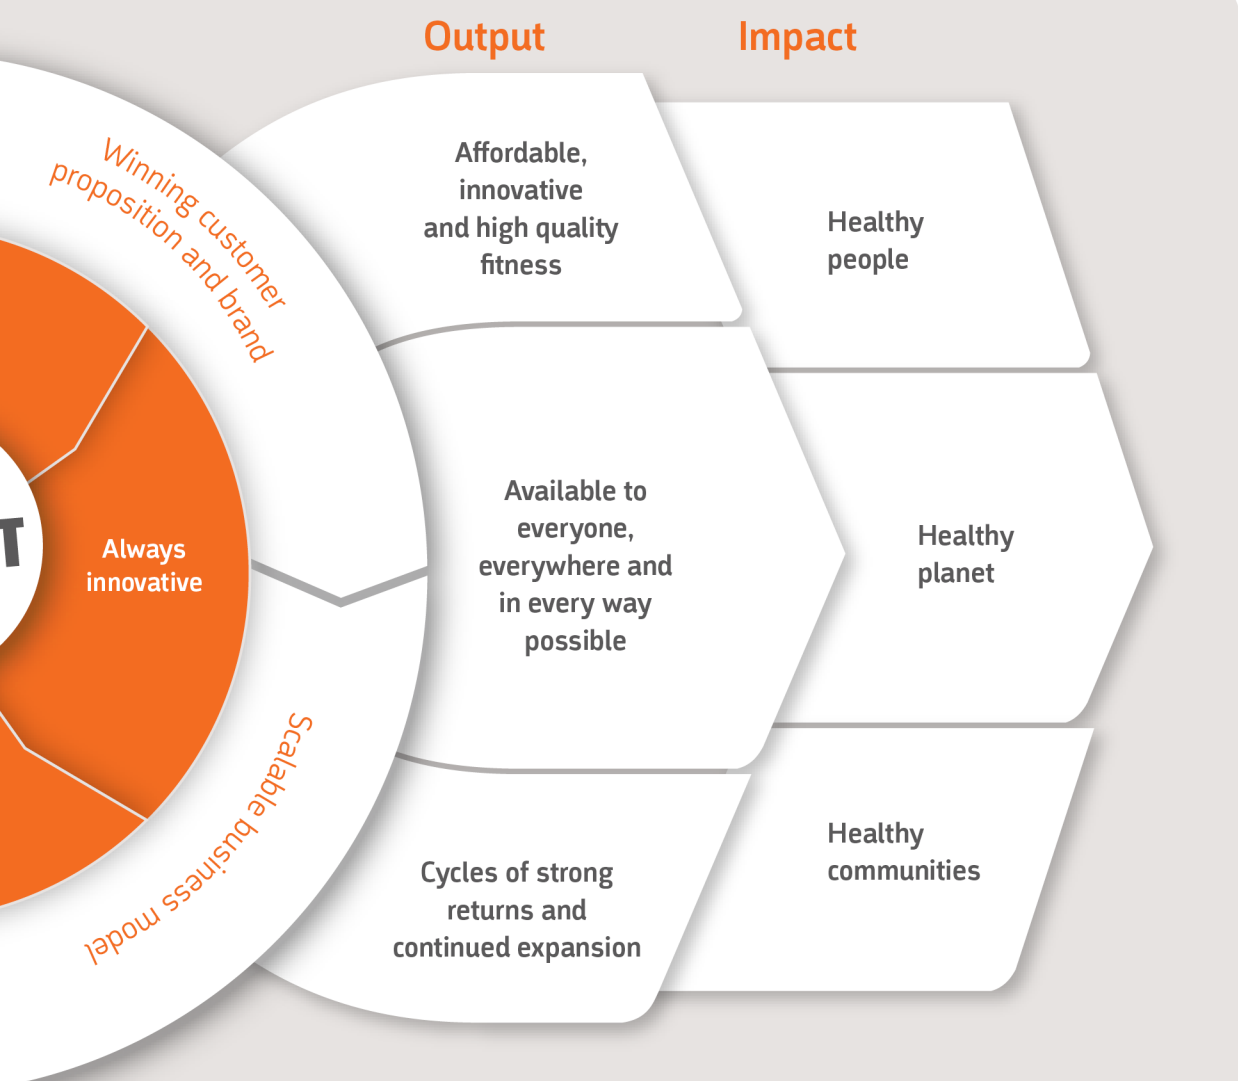 Output
Impact
Winning customer
proposition and brand
Affordable,
innovative
and high quality
fitness
Healthy
people
T
Always
innovative
Available to
everyone,
everywhere and
in every way
possible
Healthy
planet
Scalable business model
Cycles of strong
returns and
continued expansion
Healthy
communities